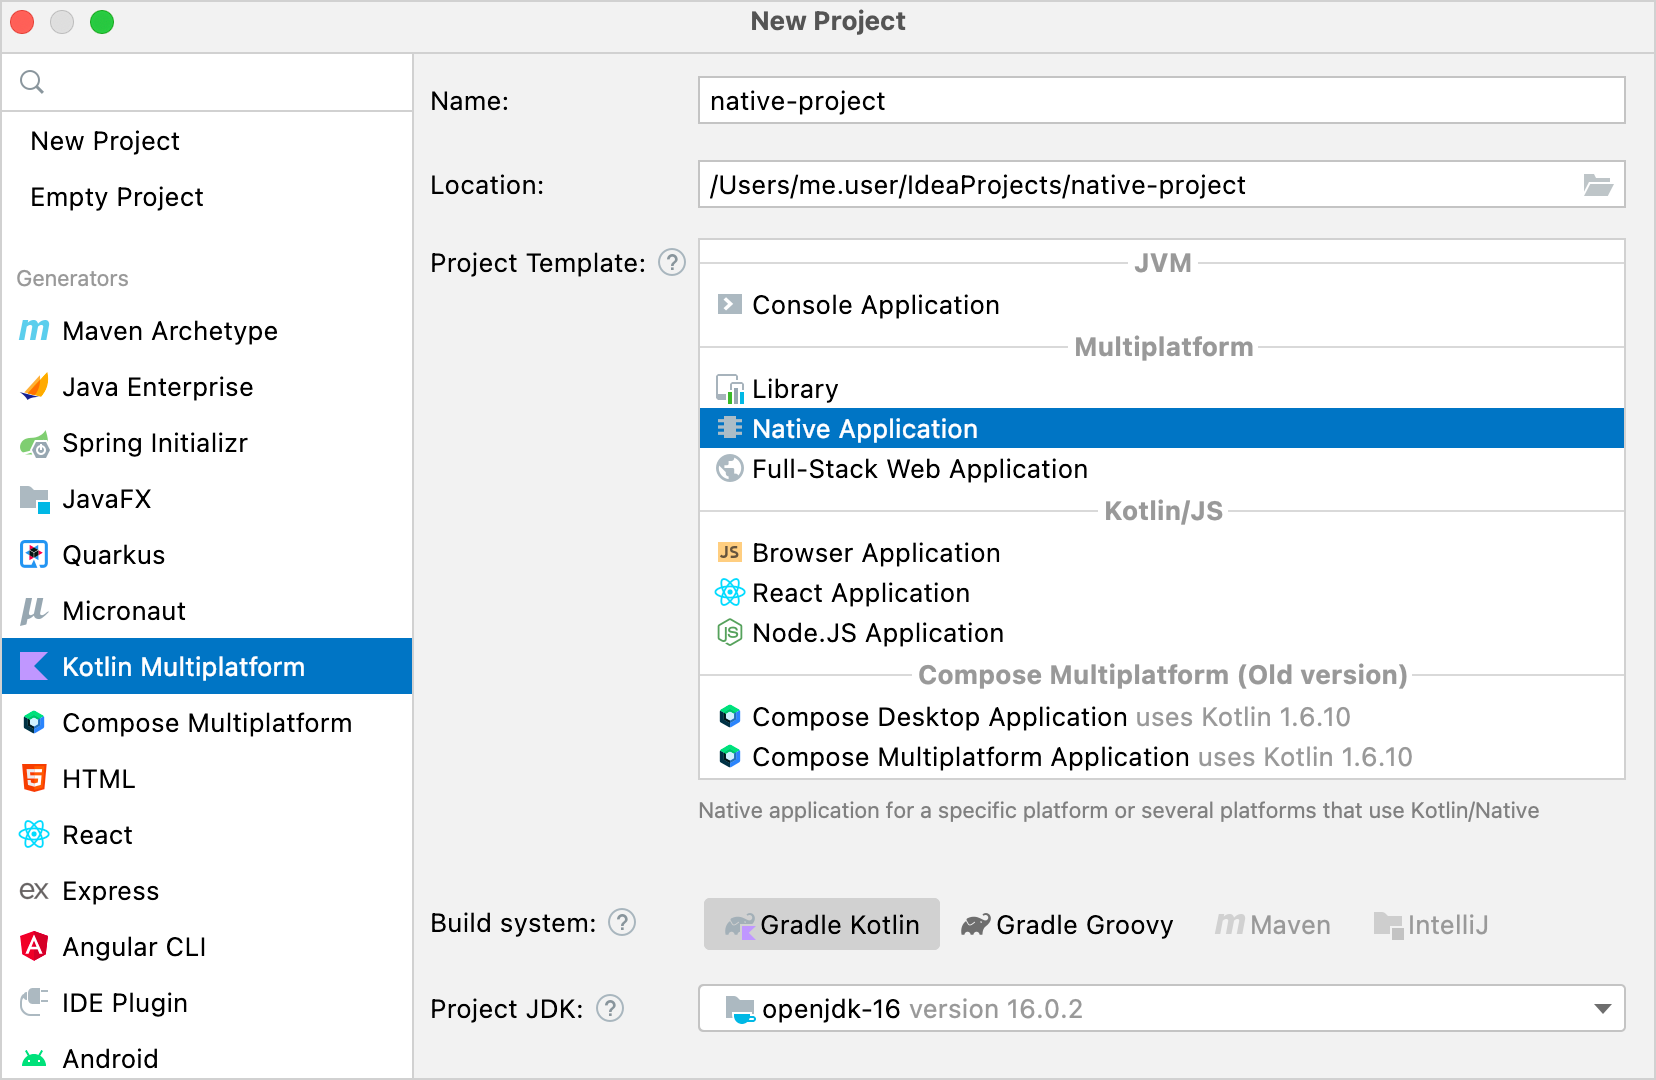 New Project
New Project
Empty Project
Generators
Maven Archetype
Java Enterprise
Spring Initializr
JavaFX
Quarkus
Micronaut
Kotlin Multiplatform
Compose Multiplatform
HTML
React
ex Express
Angular CLI
IDE Plugin
Android
Name: native-project
Location: /Users/me.user/IdeaProjects/native-project
Project Template: ?
JVM
Console Application
Multiplatform
Library
Native Application
Full-Stack Web Application
Kotlin/JS
JS Browser Application
React Application
JS Node.JS Application
Compose Multiplatform (Old version)
Compose Desktop Application uses Kotlin 1.6.10
Compose Multiplatform Application uses Kotlin 1.6.10
Native application for a specific platform or several platforms that use Kotlin/Native
Build system: ? Gradle Kotlin Gradle Groovy Maven IntelliJ
Project JDK: ? openjdk-16 version 16.0.2